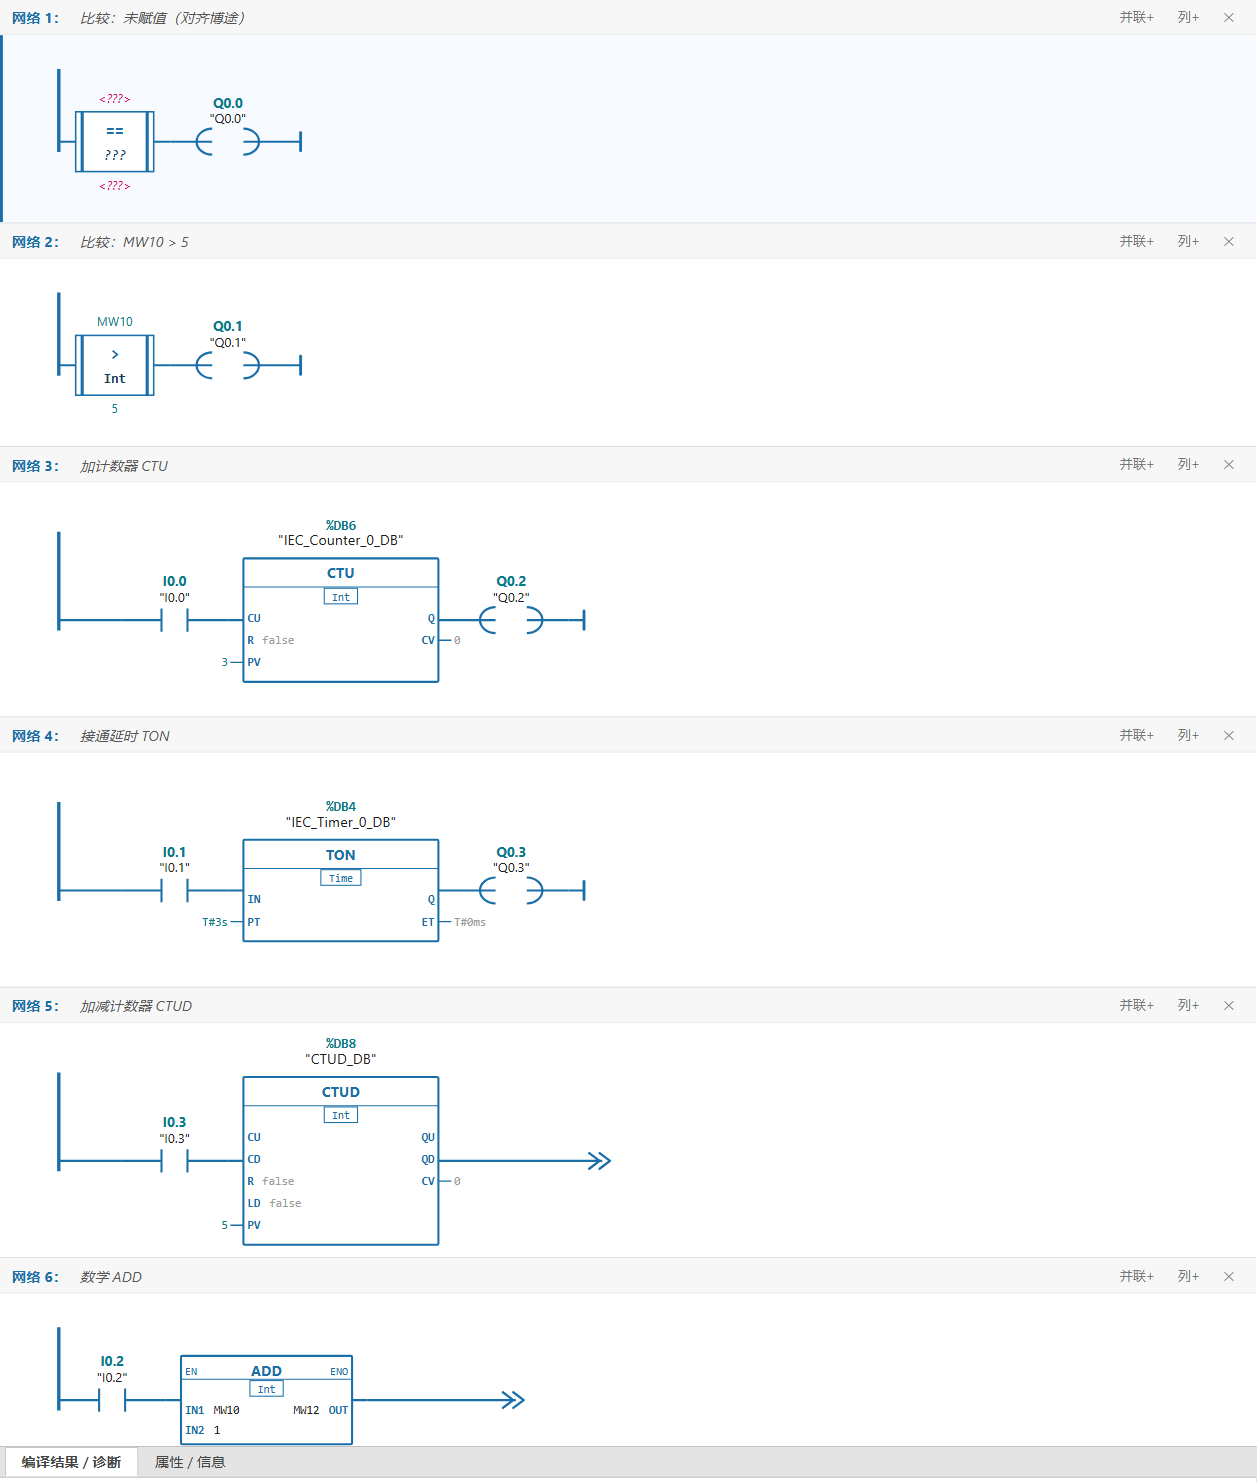 网络 1： 比较：未赋值（对齐博途） 并联+ 列+ ×
<???>
==
???
<???>
Q0.0
"Q0.0"
网络 2： 比较：MW10 > 5 并联+ 列+ ×
MW10
>
Int
5
Q0.1
"Q0.1"
网络 3： 加计数器 CTU 并联+ 列+ ×
%DB6
"IEC_Counter_0_DB"
CTU
Int
I0.0
"I0.0"
Q0.2
"Q0.2"
CU Q
R false CV 0
3 PV
网络 4： 接通延时 TON 并联+ 列+ ×
%DB4
"IEC_Timer_0_DB"
TON
Time
I0.1
"I0.1"
Q0.3
"Q0.3"
IN Q
T#3s PT ET T#0ms
网络 5： 加减计数器 CTUD 并联+ 列+ ×
%DB8
"CTUD_DB"
CTUD
Int
I0.3
"I0.3"
CU QU
CD QD
R false CV 0
LD false
5 PV
网络 6： 数学 ADD 并联+ 列+ ×
I0.2
"I0.2"
EN ADD ENO
Int
IN1 MW10 MW12 OUT
IN2 1
编译结果 / 诊断 属性 / 信息